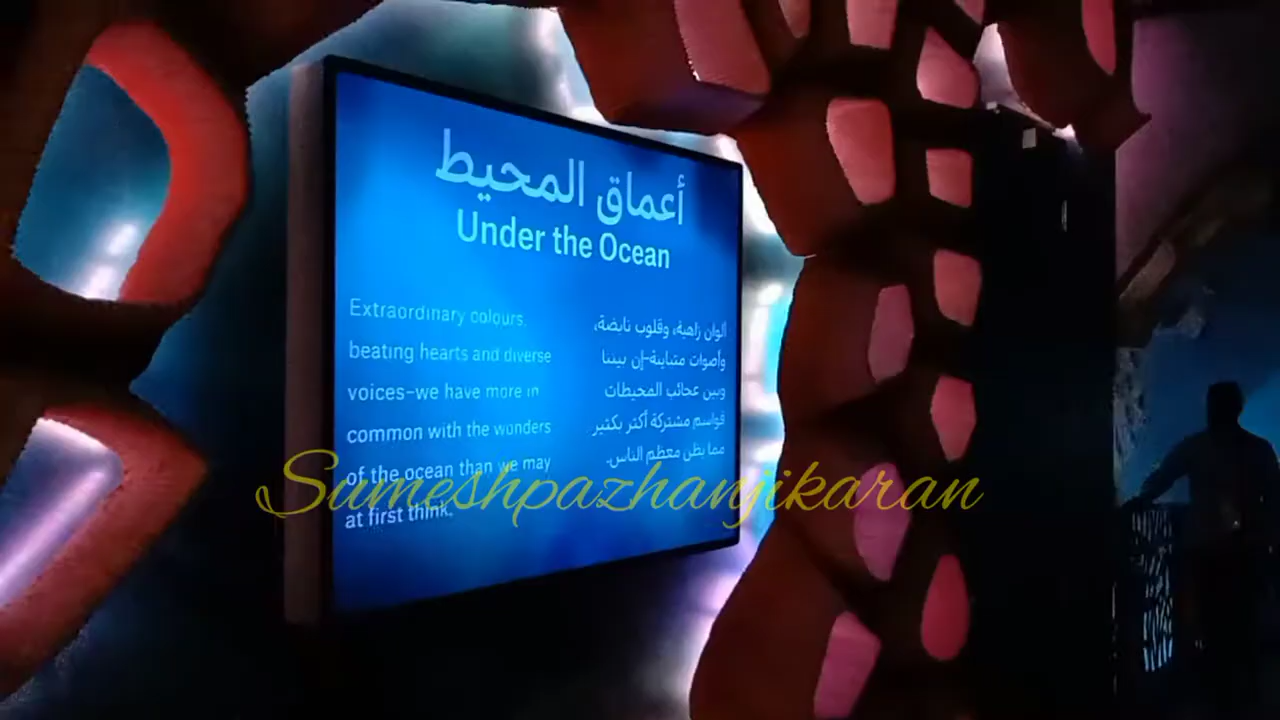 أعماق المحيط
Under the Ocean
Extraordinary colours,
beating hearts and diverse
voices–we have more in
common with the wonders
of the ocean than we may
at first think.
ألوان زاهية، وقلوب نابضة،
وأصوات متباينة–إن بيننا
وبين عجائب المحيطات
قواسم مشتركة أكثر بكثير
مما نظن معظم الناس.
Sumeshpazhanjikaran